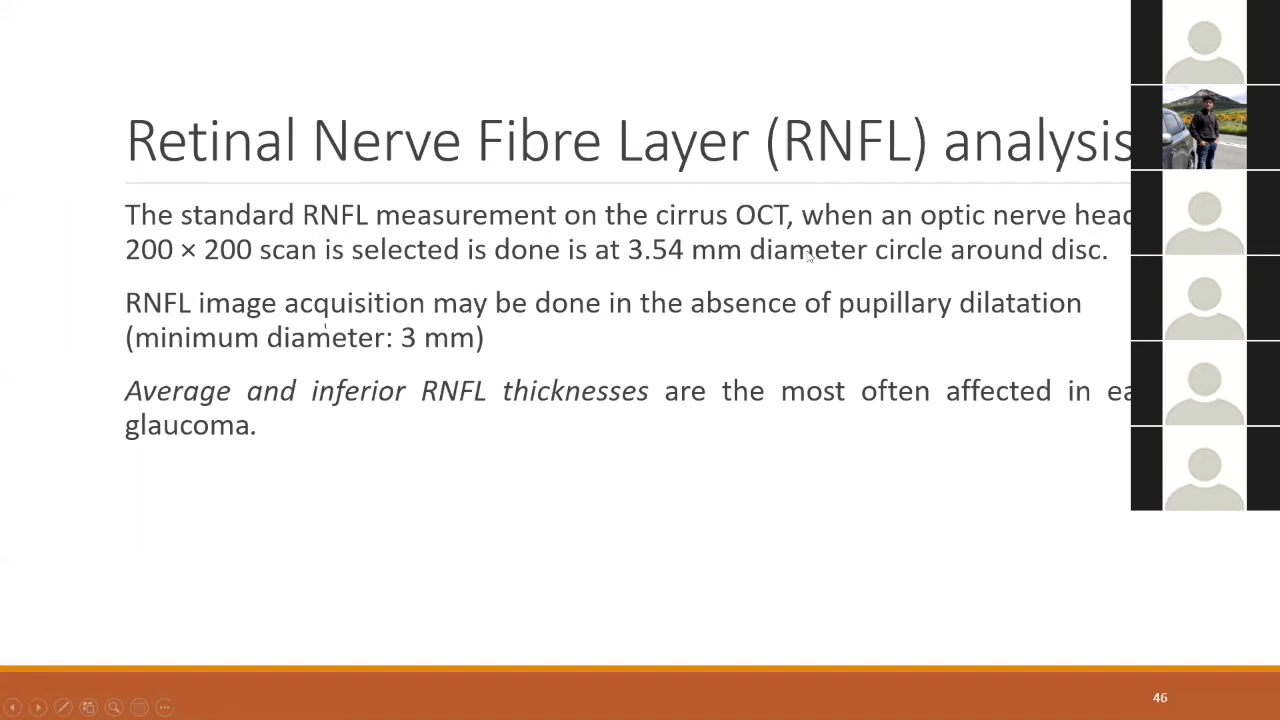 Retinal Nerve Fibre Layer (RNFL) analysis
The standard RNFL measurement on the cirrus OCT, when an optic nerve head
200 × 200 scan is selected is done is at 3.54 mm diameter circle around disc.
RNFL image acquisition may be done in the absence of pupillary dilatation
(minimum diameter: 3 mm)
Average and inferior RNFL thicknesses are the most often affected in
glaucoma.
46